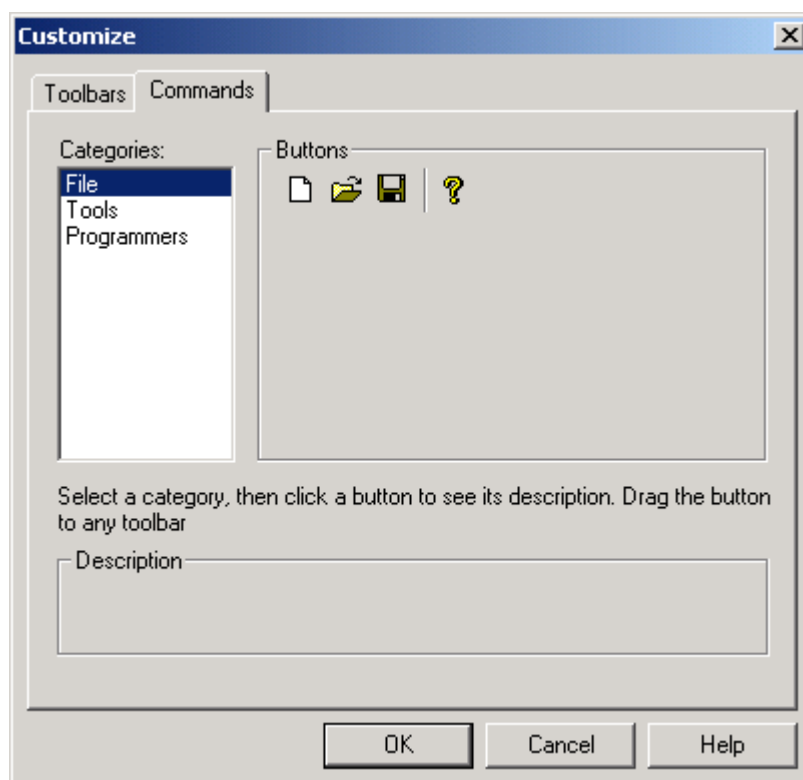 Customize
Toolbars
Commands
Categories:
Buttons
File
Tools
Programmers
Select a category, then click a button to see its description. Drag the button
to any toolbar
Description
OK
Cancel
Help